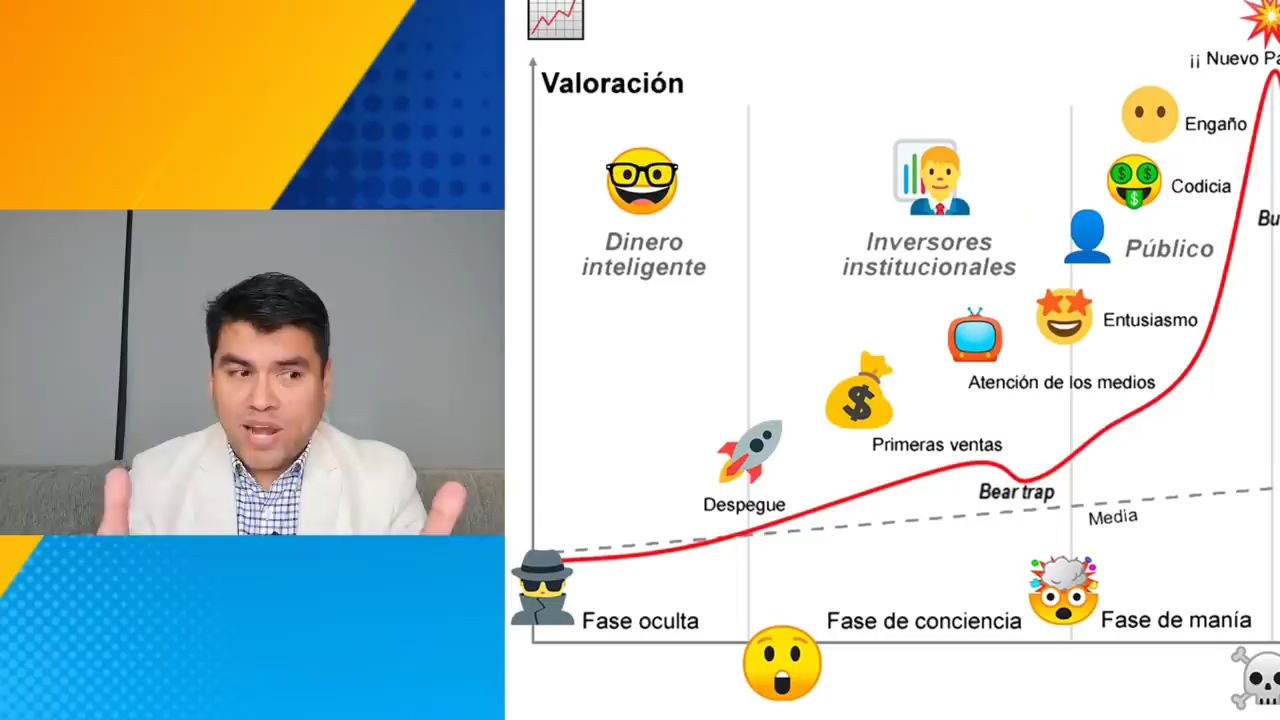 ¡¡ Nuevo Pa
Valoración
Engaño
Codicia
Bu
Dinero
inteligente
Inversores
institucionales
Público
Entusiasmo
Atención de los medios
Primeras ventas
Bear trap
Despegue
Media
Fase oculta
Fase de conciencia
Fase de manía